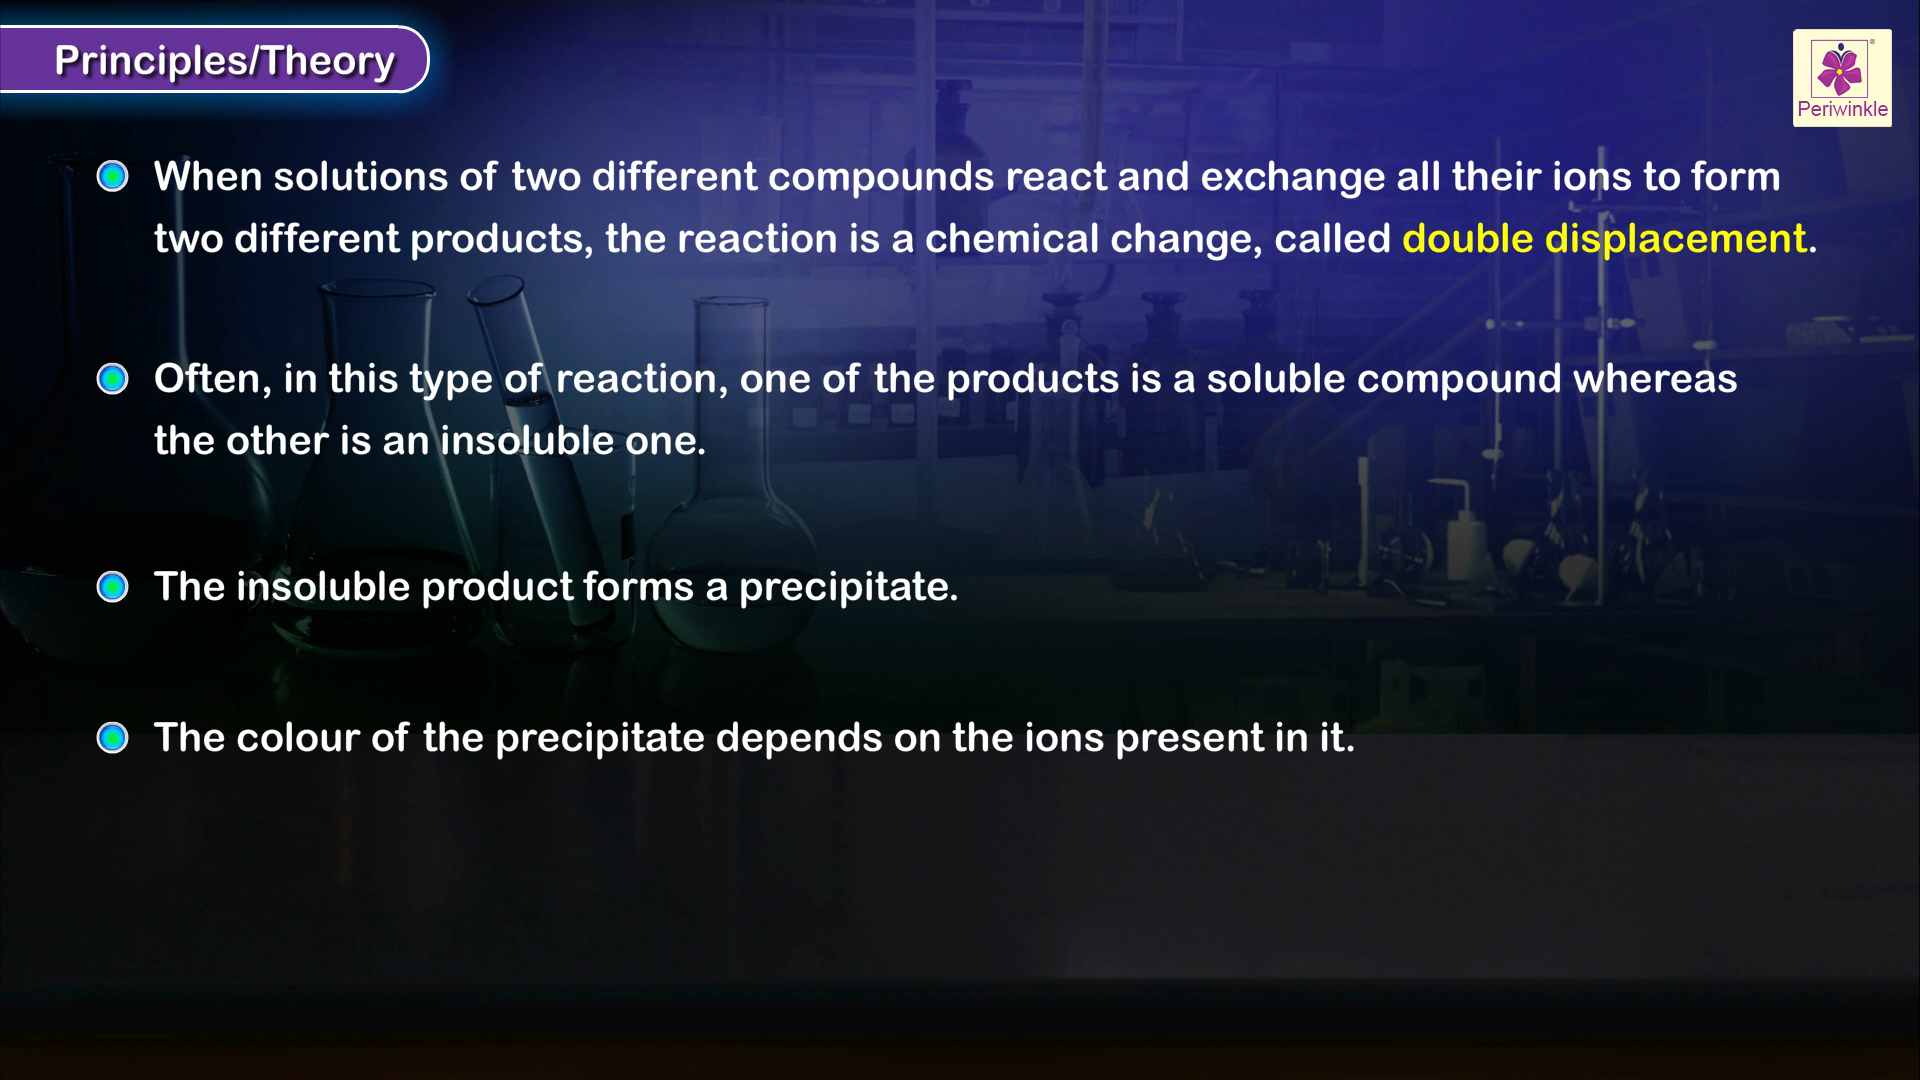 Principles/Theory
Periwinkle
When solutions of two different compounds react and exchange all their ions to form
two different products, the reaction is a chemical change, called double displacement.
Often, in this type of reaction, one of the products is a soluble compound whereas
the other is an insoluble one.
The insoluble product forms a precipitate.
The colour of the precipitate depends on the ions present in it.